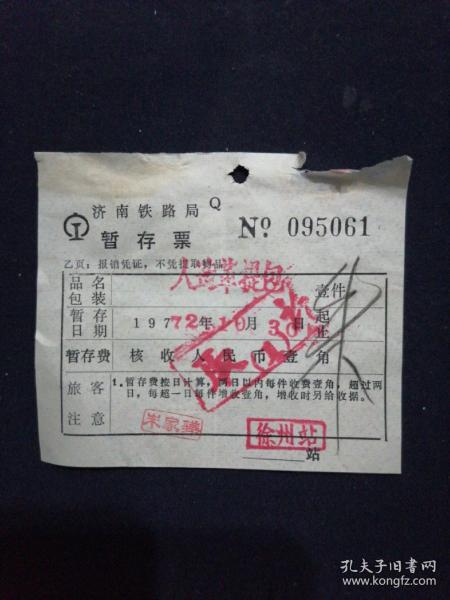 济南铁路局 Q
暂存票
№ 095061
乙页：报销凭证，不凭提取物品
品名
包装
人造革提包
壹件
暂存
日期
1972年10月30日起
止
暂存费 核收人民币壹角
旅客
注意
1.暂存费按日计算，两日以内每件收费壹角，超过两
日，每超一日每件增收壹角，增收时另给收据。
徐州站
站
孔夫子旧书网
www.kongfz.com